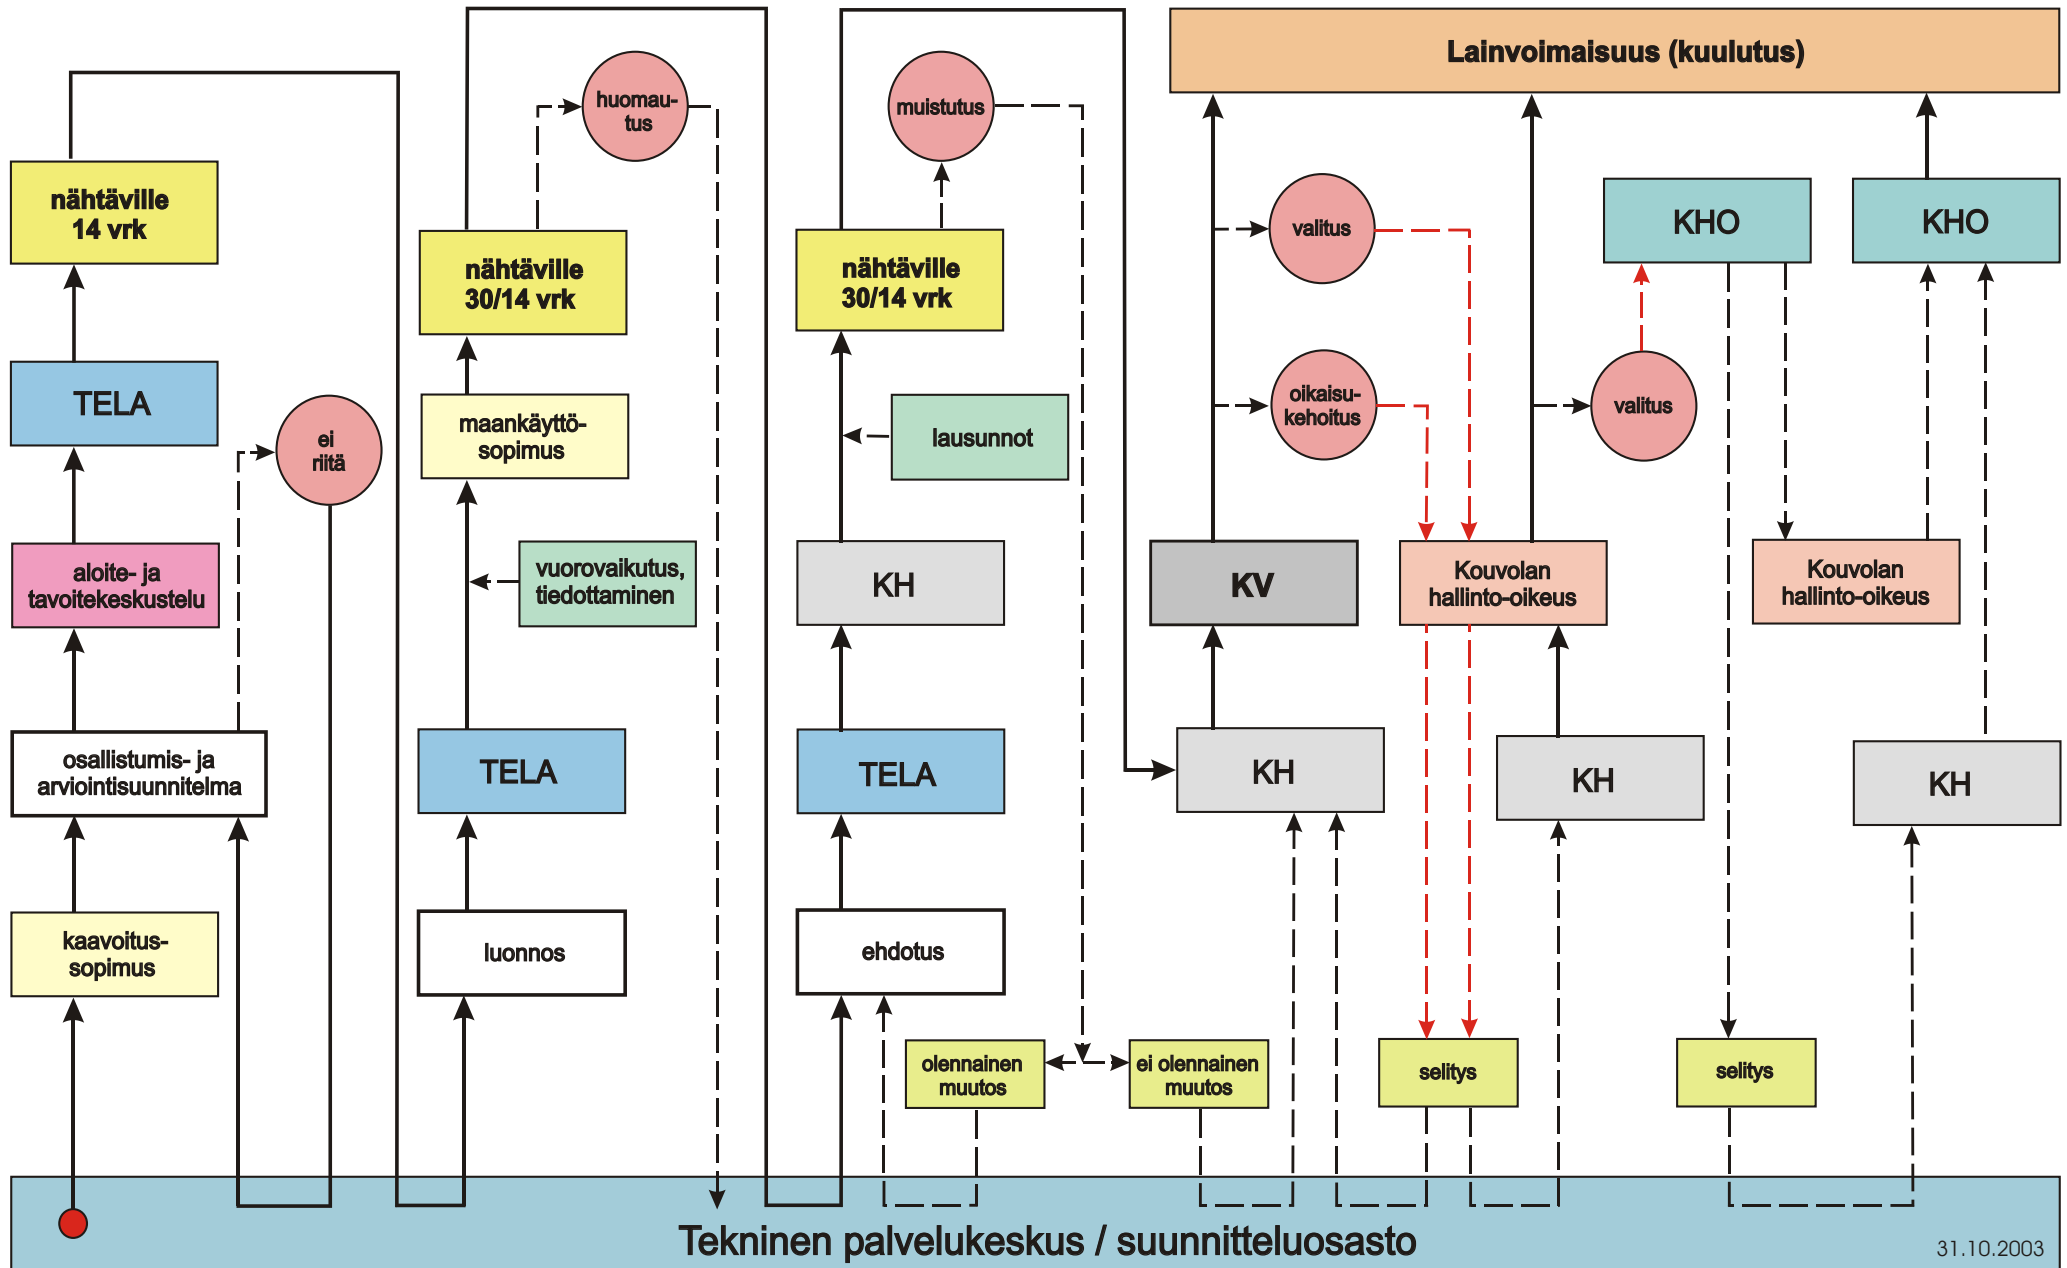 Lainvoimaisuus (kuulutus)
nähtäville
14 vrk
TELA
aloite- ja
tavoitekeskustelu
osallistumis- ja
arviointisuunnitelma
kaavoitus-
sopimus
ei
riitä
huomau-
tus
nähtäville
30/14 vrk
maankäyttö-
sopimus
vuorovaikutus,
tiedottaminen
TELA
luonnos
muistutus
nähtäville
30/14 vrk
lausunnot
KH
TELA
ehdotus
olennainen
muutos
ei olennainen
muutos
valitus
oikaisu-
kehoitus
KV
KH
Kouvolan
hallinto-oikeus
KH
selitys
KHO
valitus
selitys
KHO
Kouvolan
hallinto-oikeus
KH
Tekninen palvelukeskus / suunnitteluosasto
31.10.2003